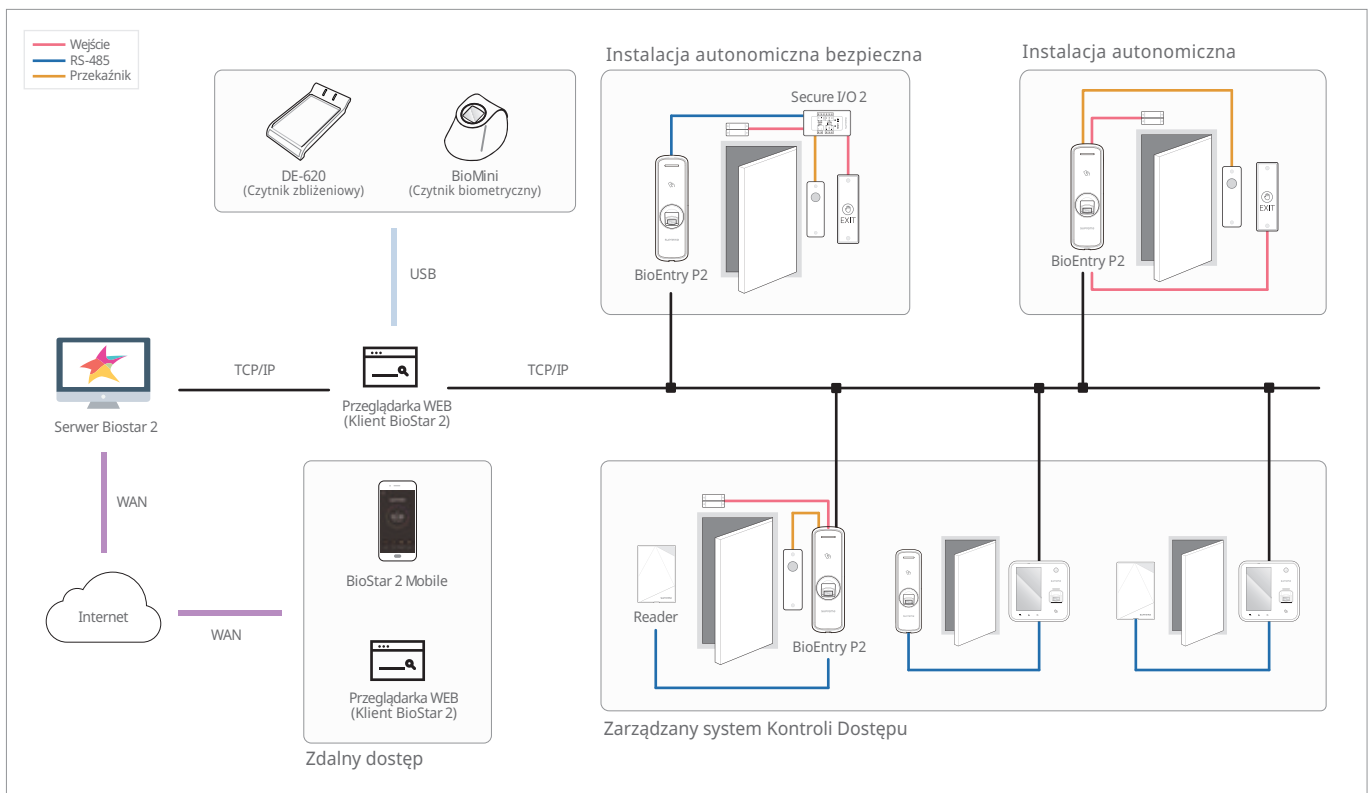 Wejście
RS-485
Przekaźnik
Instalacja autonomiczna bezpieczna
Instalacja autonomiczna
Secure I/O 2
DE-620
(Czytnik zbliżeniowy)
BioMini
(Czytnik biometryczny)
EXIT
EXIT
BioEntry P2
BioEntry P2
USB
TCP/IP
TCP/IP
Serwer Biostar 2
Przeglądarka WEB
(Klient BioStar 2)
WAN
Internet
WAN
BioStar 2 Mobile
Przeglądarka WEB
(Klient BioStar 2)
Zdalny dostęp
Reader
BioEntry P2
Zarządzany system Kontroli Dostępu